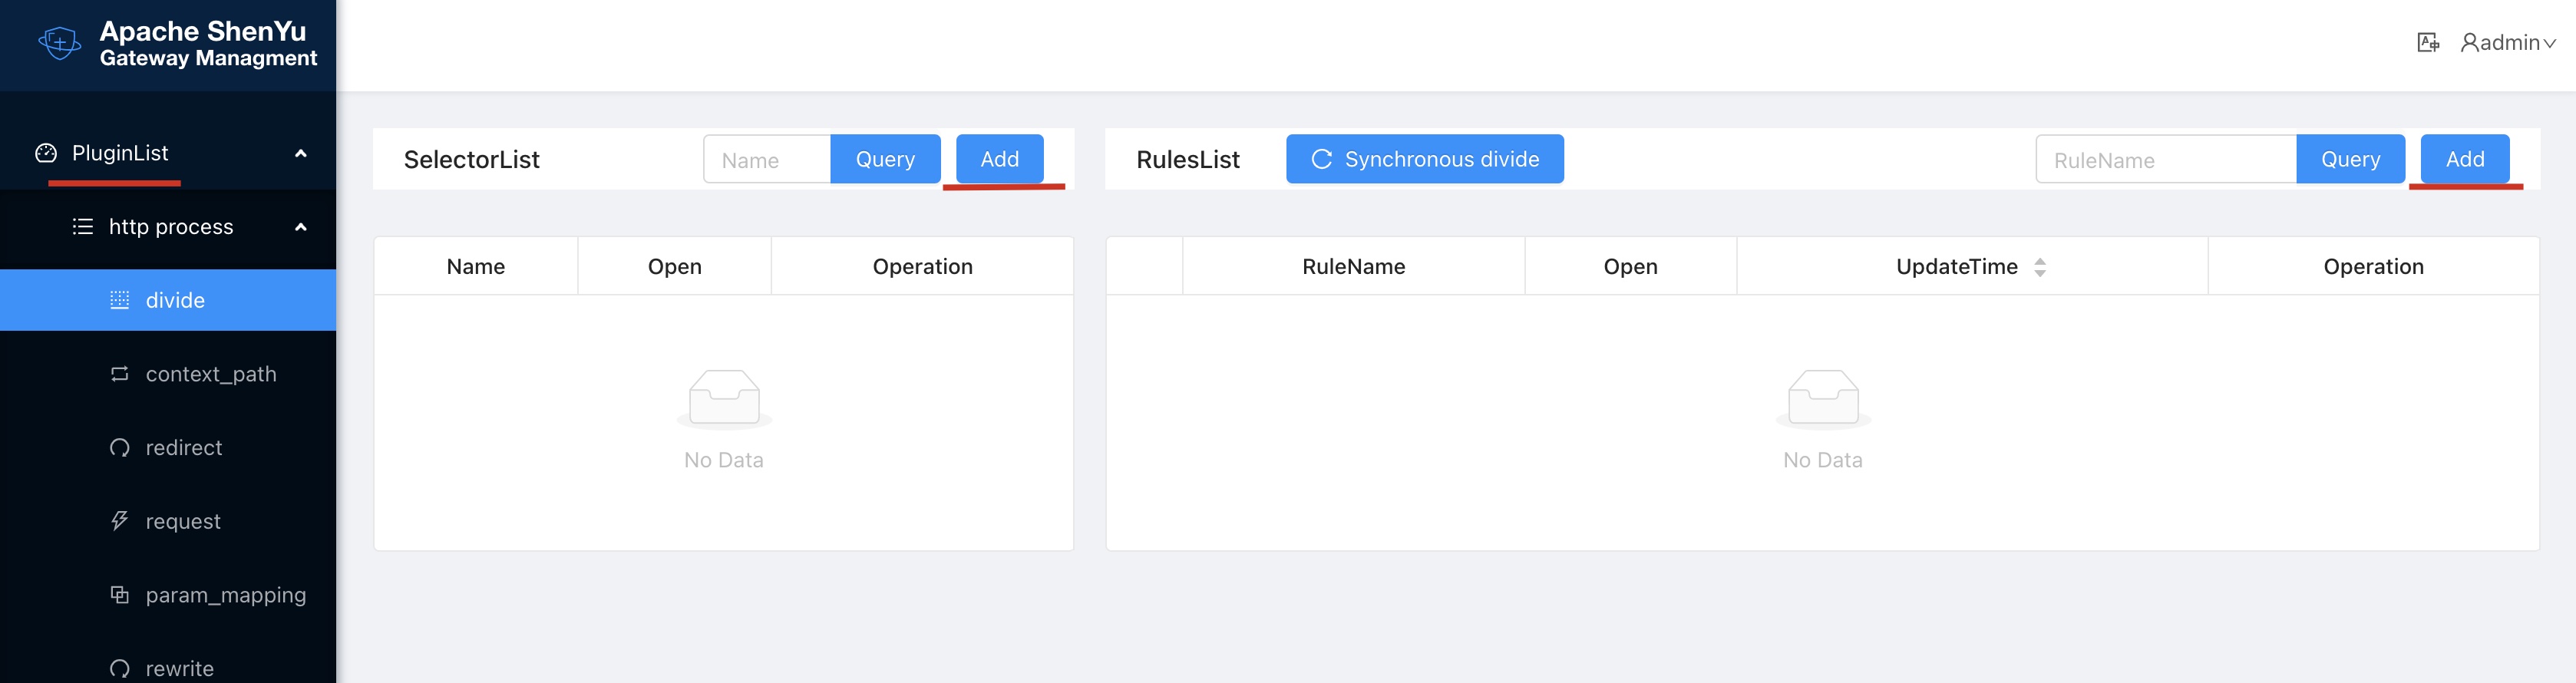 Apache ShenYu
Gateway Managment
admin
PluginList
http process
divide
context_path
redirect
request
param_mapping
rewrite
SelectorList
Name
Query
Add
Name
Open
Operation
No Data
RulesList
Synchronous divide
RuleName
Query
Add
RuleName
Open
UpdateTime
Operation
No Data